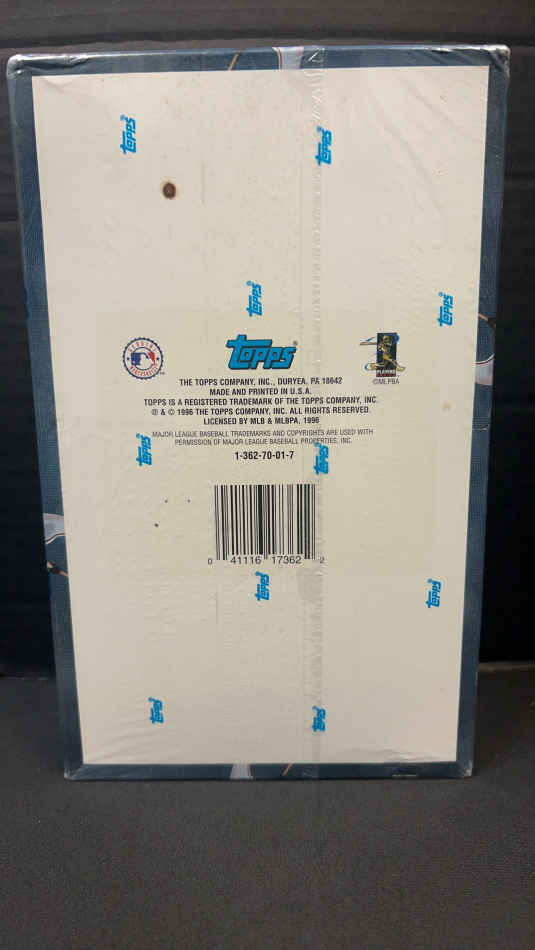 Topps
Topps
Topps
Topps
GENUINE
MERCHANDISE
Topps
PLAYERS
©MLBPA
THE TOPPS COMPANY, INC., DURYEA, PA 18642
MADE AND PRINTED IN U.S.A.
TOPPS IS A REGISTERED TRADEMARK OF THE TOPPS COMPANY, INC.
℗ & © 1996 THE TOPPS COMPANY, INC. ALL RIGHTS RESERVED.
LICENSED BY MLB & MLBPA, 1996
MAJOR LEAGUE BASEBALL TRADEMARKS AND COPYRIGHTS ARE USED WITH
PERMISSION OF MAJOR LEAGUE BASEBALL PROPERTIES, INC.
Topps
Topps
1-362-70-01-7
0 41116 17362 2
Topps
Topps
Topps
Topps